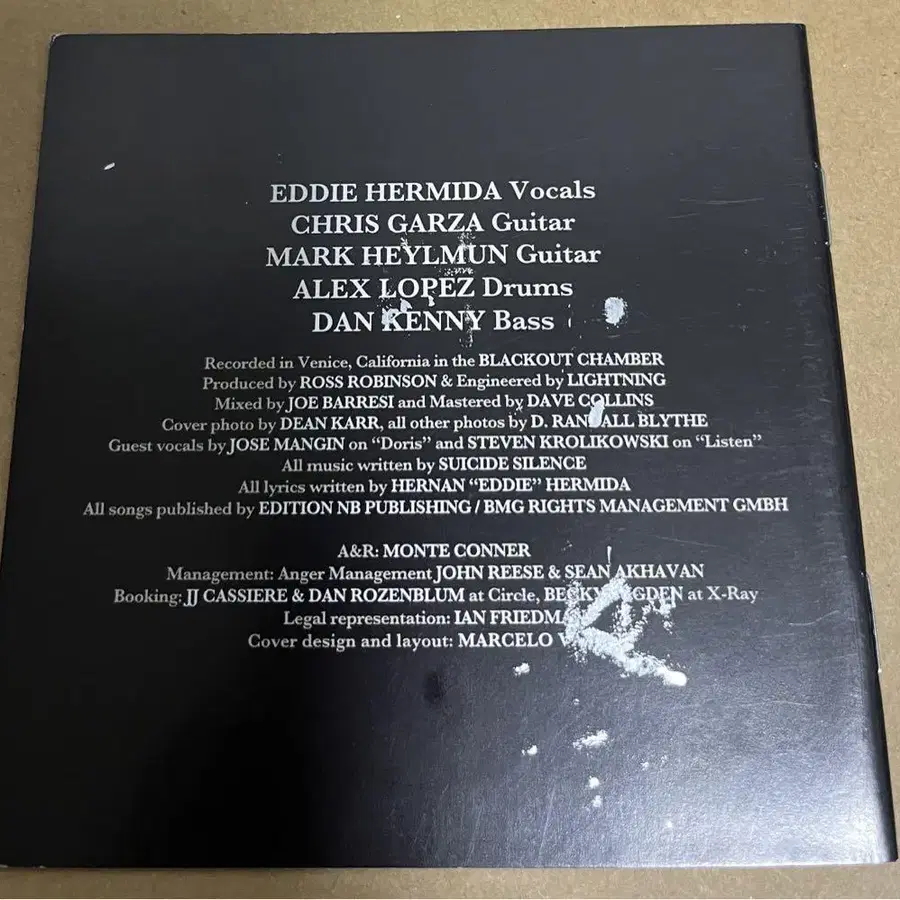 EDDIE HERMIDA Vocals
CHRIS GARZA Guitar
MARK HEYLMUN Guitar
ALEX LOPEZ Drums
DAN KENNY Bass
Recorded in Venice, California in the BLACKOUT CHAMBER
Produced by ROSS ROBINSON & Engineered by LIGHTNING
Mixed by JOE BARRESI and Mastered by DAVE COLLINS
Cover photo by DEAN KARR, all other photos by D. RANDALL BLYTHE
Guest vocals by JOSE MANGIN on “Doris” and STEVEN KROLIKOWSKI on “Listen”
All music written by SUICIDE SILENCE
All lyrics written by HERNAN “EDDIE” HERMIDA
All songs published by EDITION NB PUBLISHING / BMG RIGHTS MANAGEMENT GMBH
A&R: MONTE CONNER
Management: Anger Management JOHN REESE & SEAN AKHAVAN
Booking: JJ CASSIERE & DAN ROZENBLUM at Circle, BECKY at X-Ray
Legal representation: IAN
Cover design and layout: MARCELO